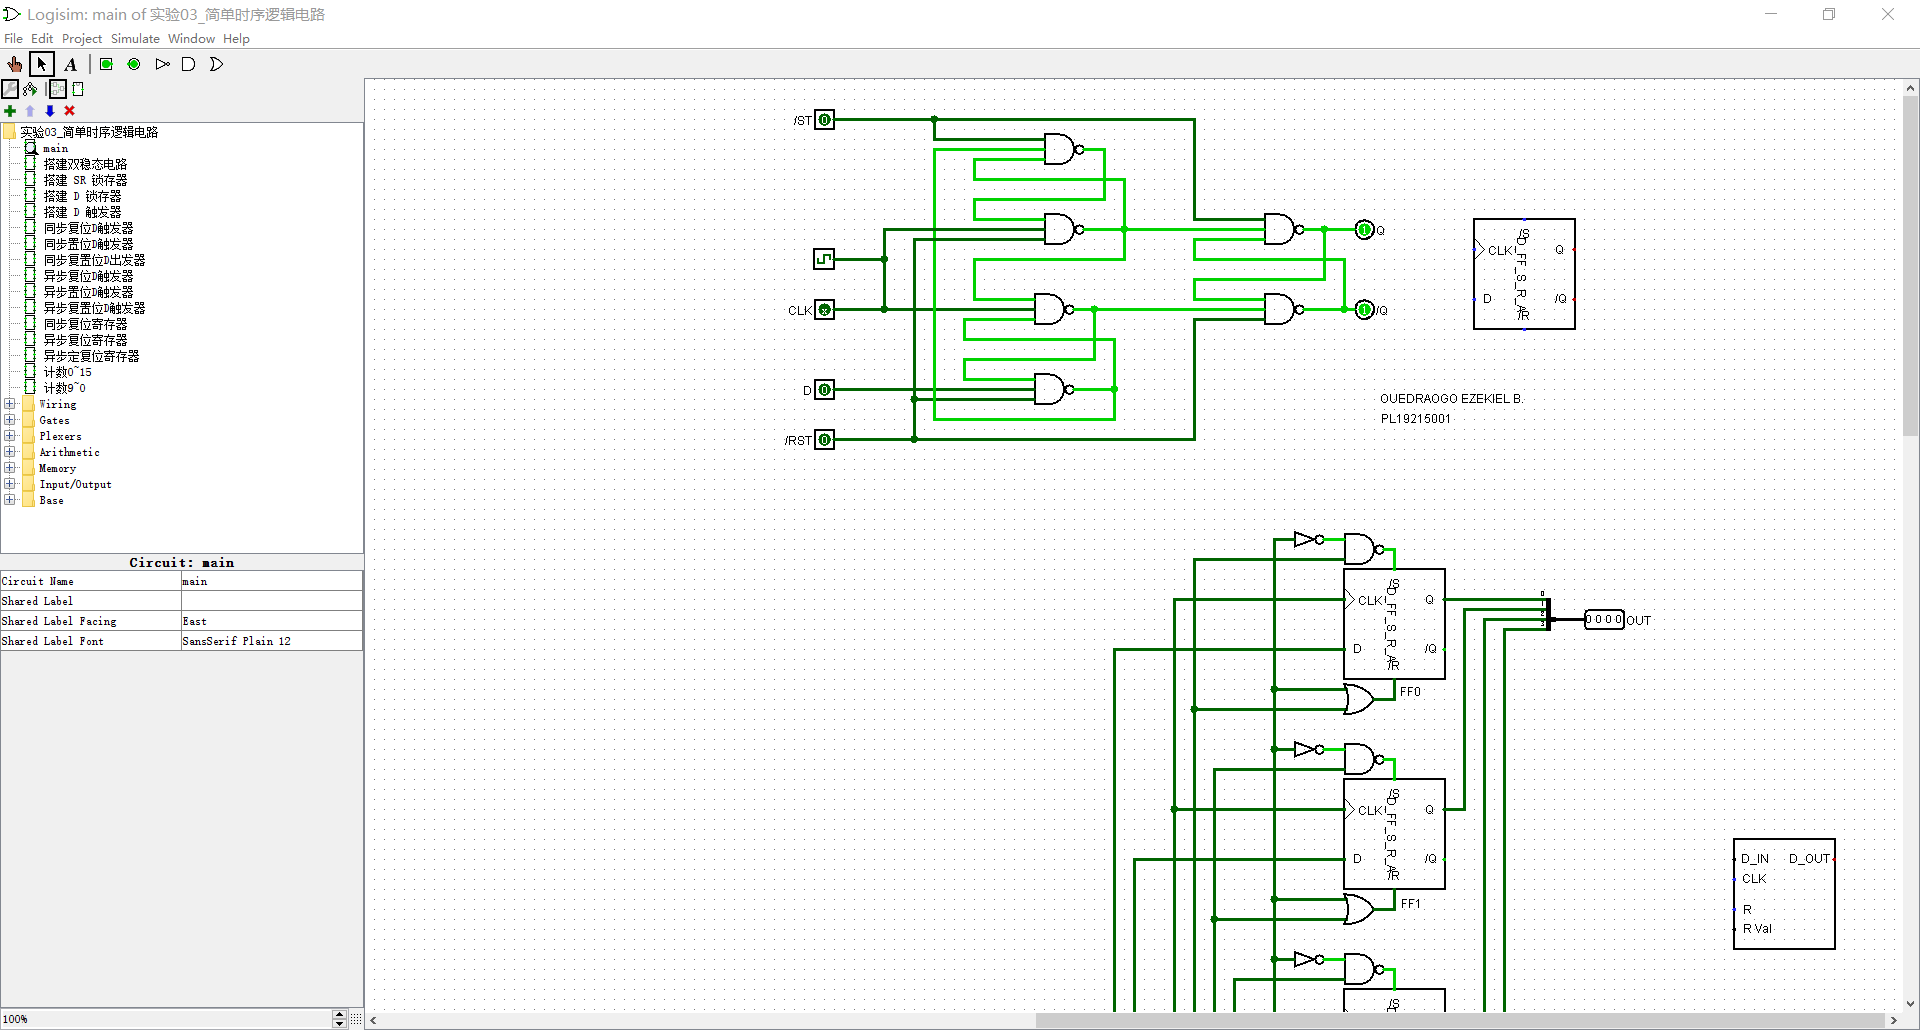 Logisim: main of 实验03_简单时序逻辑电路
File Edit Project Simulate Window Help
A
实验03_简单时序逻辑电路
main
搭建双稳态电路
搭建 SR 锁存器
搭建 D 锁存器
搭建 D 触发器
同步复位D触发器
同步置位D触发器
同步复置位D出发器
异步复位D触发器
异步置位D触发器
异步复置位D触发器
同步复位寄存器
异步复位寄存器
异步定复位寄存器
计数0~15
计数9~0
Wiring
Gates
Plexers
Arithmetic
Memory
Input/Output
Base
Circuit: main
Circuit Name main
Shared Label
Shared Label Facing East
Shared Label Font SansSerif Plain 12
100%
/ST 0
CLK
D 0
/RST 0
1 Q
1 /Q
/S
CLK Q
D_FF_S_R_A
D /Q
/R
OUEDRAOGO EZEKIEL B.
PL19215001
/S
CLK Q
D_FF_S_R_A
D /Q
/R
FF0
0
1
2
3
0 0 0 0 OUT
/S
CLK Q
D_FF_S_R_A
D /Q
/R
FF1
/S
D_IN D_OUT
CLK
R
R Val